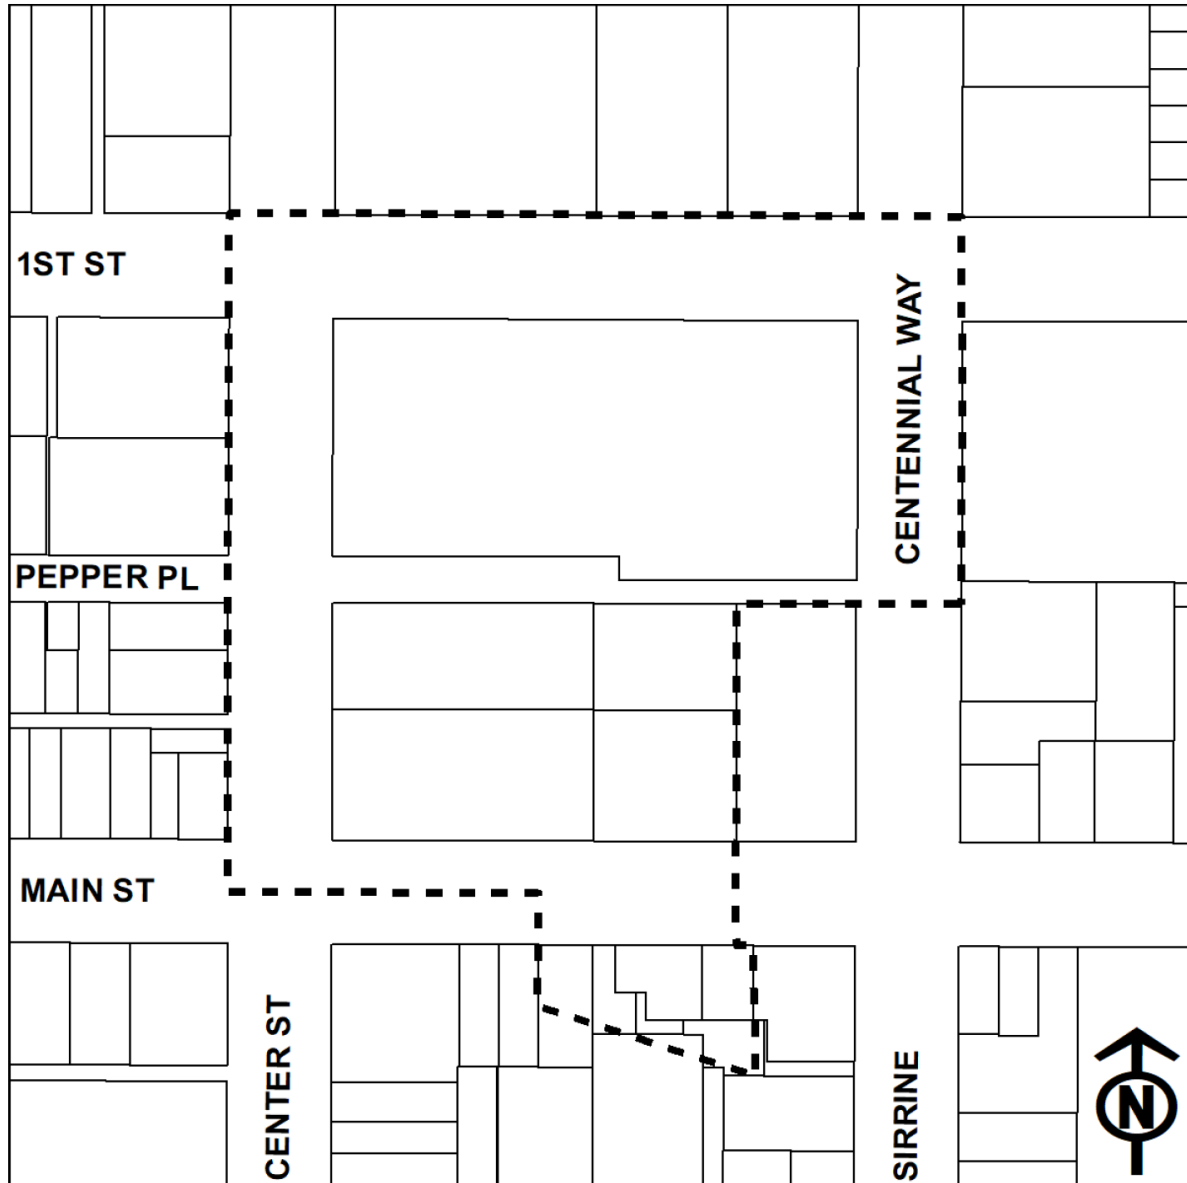 1ST ST
CENTENNIAL WAY
PEPPER PL
MAIN ST
CENTER ST
SIRRINE
N